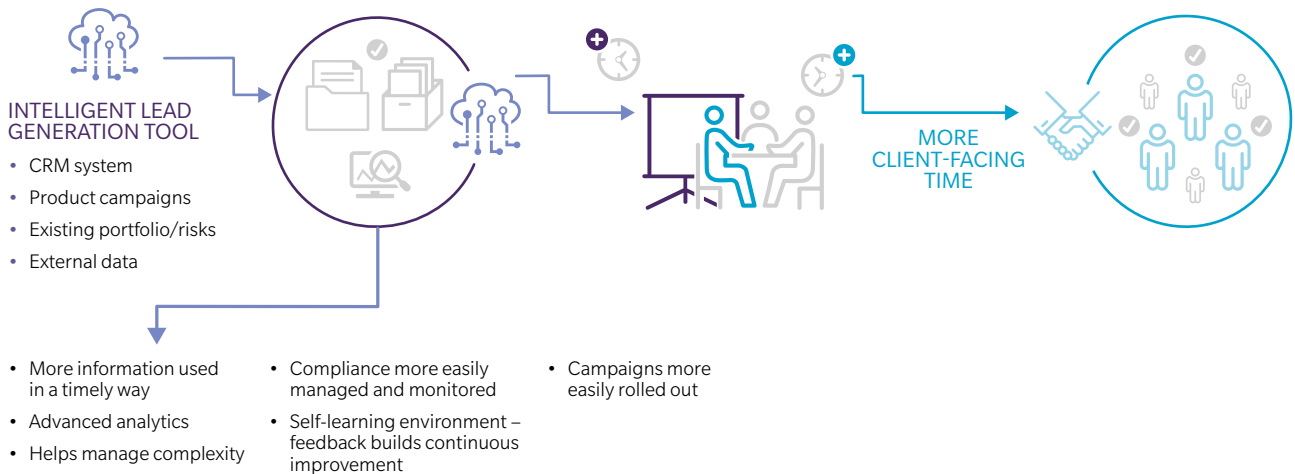 INTELLIGENT LEAD
GENERATION TOOL
• CRM system
• Product campaigns
• Existing portfolio/risks
• External data
MORE
CLIENT-FACING
TIME
• More information used
in a timely way
• Advanced analytics
• Helps manage complexity
• Compliance more easily
managed and monitored
• Self-learning environment –
feedback builds continuous
improvement
• Campaigns more
easily rolled out